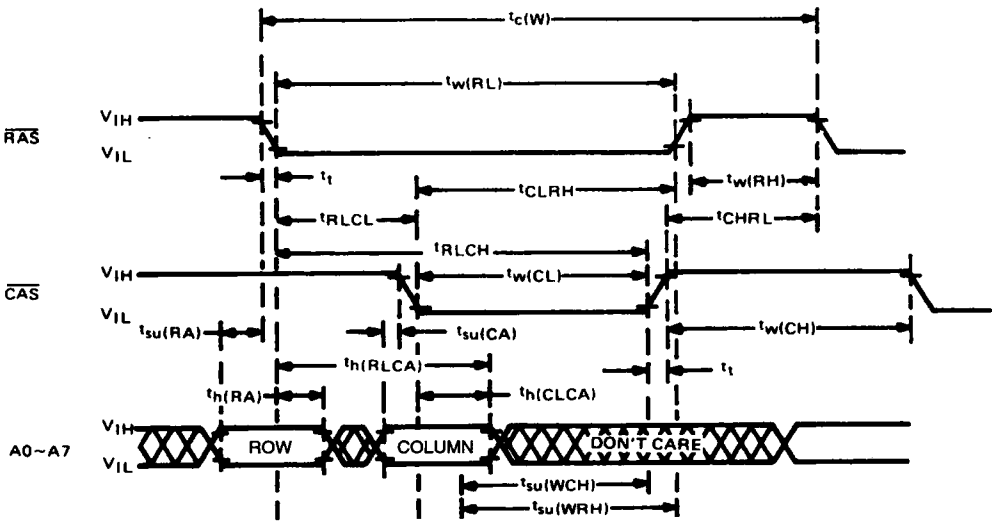 tc(W)
tw(RL)
RAS
VIH
VIL
tt
tCLRH
tw(RH)
tRLCL
tCHRL
tRLCH
CAS
VIH
VIL
tw(CL)
tsu(RA)
tsu(CA)
tw(CH)
th(RLCA)
tt
th(RA)
th(CLCA)
A0~A7
VIH
VIL
ROW
COLUMN
DON'T CARE
tsu(WCH)
tsu(WRH)